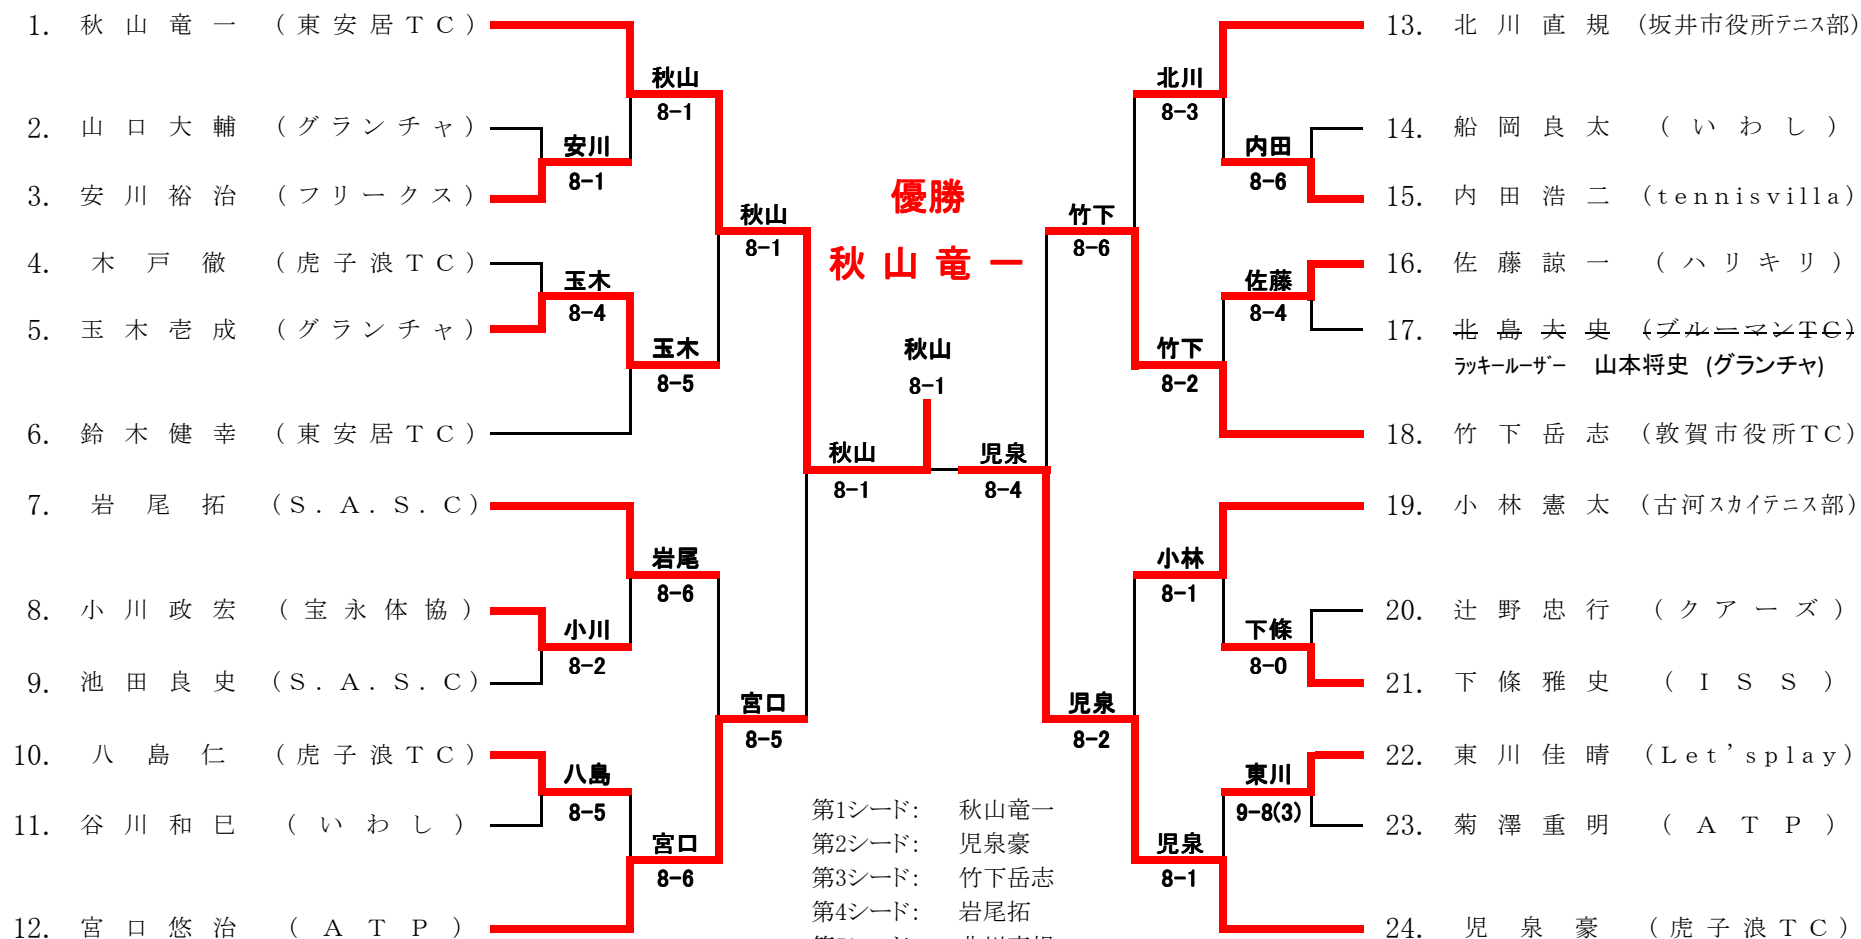 1. 秋山竜一 (東安居TC)
秋山
8-1
2. 山口大輔 (グランチャ)
安川
8-1
3. 安川裕治 (フリークス)
秋山
8-1
4. 木戸徹 (虎子浪TC)
玉木
8-4
5. 玉木壱成 (グランチャ)
玉木
8-5
6. 鈴木健幸 (東安居TC)
秋山
8-1
7. 岩尾拓 (S.A.S.C)
岩尾
8-6
8. 小川政宏 (宝永体協)
小川
8-2
9. 池田良史 (S.A.S.C)
宮口
8-5
10. 八島仁 (虎子浪TC)
八島
8-5
11. 谷川和巳 (いわし)
宮口
8-6
12. 宮口悠治 (ATP)
優勝
秋山竜一
秋山
8-1
13. 北川直規 (坂井市役所テニス部)
北川
8-3
14. 船岡良太 (いわし)
内田
8-6
15. 内田浩二 (tennisvilla)
竹下
8-6
16. 佐藤諒一 (ハリキリ)
佐藤
8-4
17. 北島大史 (ブルーマンTC)
ラッキールーザー 山本将史 (グランチャ)
竹下
8-2
18. 竹下岳志 (敦賀市役所TC)
児泉
8-4
19. 小林憲太 (古河スカイテニス部)
小林
8-1
20. 辻野忠行 (クアーズ)
下條
8-0
21. 下條雅史 (ISS)
児泉
8-2
22. 東川佳晴 (Let'splay)
東川
9-8(3)
23. 菊澤重明 (ATP)
児泉
8-1
24. 児泉豪 (虎子浪TC)
第1シード: 秋山竜一
第2シード: 児泉豪
第3シード: 竹下岳志
第4シード: 岩尾拓